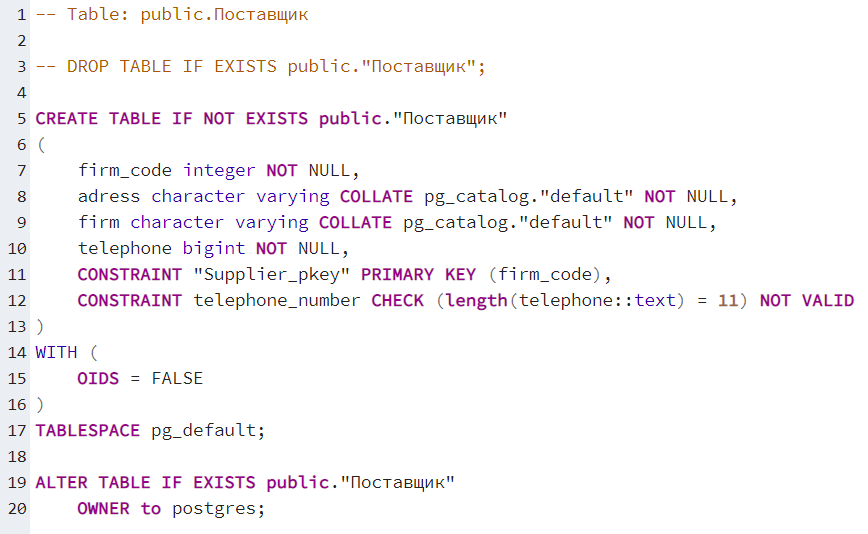 1 -- Table: public.Поставщик
2
3 -- DROP TABLE IF EXISTS public."Поставщик";
4
5 CREATE TABLE IF NOT EXISTS public."Поставщик"
6 (
7     firm_code integer NOT NULL,
8     adress character varying COLLATE pg_catalog."default" NOT NULL,
9     firm character varying COLLATE pg_catalog."default" NOT NULL,
10     telephone bigint NOT NULL,
11     CONSTRAINT "Supplier_pkey" PRIMARY KEY (firm_code),
12     CONSTRAINT telephone_number CHECK (length(telephone::text) = 11) NOT VALID
13 )
14 WITH (
15     OIDS = FALSE
16 )
17 TABLESPACE pg_default;
18
19 ALTER TABLE IF EXISTS public."Поставщик"
20     OWNER to postgres;